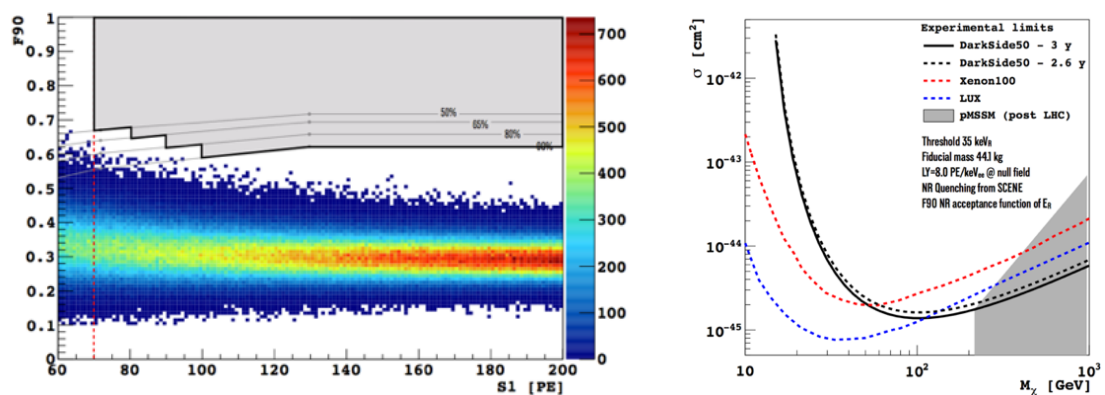 F90
1
0.9
0.8
0.7
0.6
0.5
0.4
0.3
0.2
0.1
0
50%
65%
80%
90%
60 80 100 120 140 160 180 200
S1 [PE]
700
600
500
400
300
200
100
0
σ [cm²]
10⁻⁴²
10⁻⁴³
10⁻⁴⁴
10⁻⁴⁵
Experimental limits
DarkSide50 - 3 y
DarkSide50 - 2.6 y
Xenon100
LUX
pMSSM (post LHC)
Threshold 35 keVR
Fiducial mass 44.1 kg
LY=8.0 PE/keVee @ null field
NR Quenching from SCENE
F90 NR acceptance function of ER
10 10² 10³
Mχ [GeV]